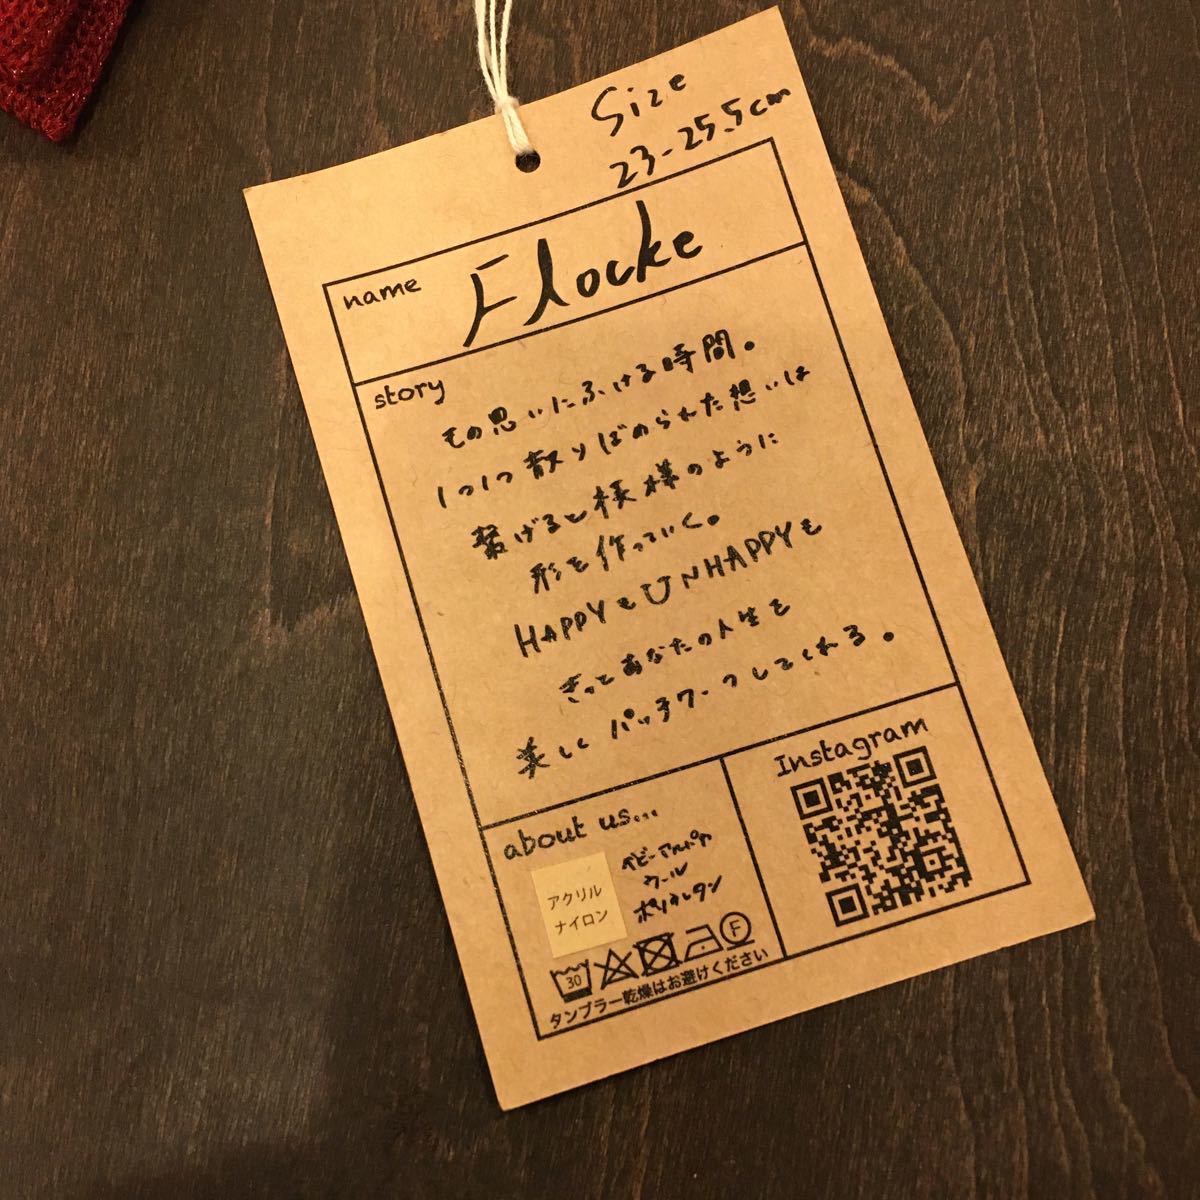 Size
23-25.5cm
name
Flocke
story
もの思いにふける時間。
1つ1つ散りばめられた想いは
繋げると模様のように
形を作っていく。
HAPPYもUNHAPPYも
きっとあなたの人生を
美しくパッチワークしてくれる。
about us...
アクリル
ナイロン
ベビーアルパカ
ウール
ポリウレタン
30
F
タンブラー乾燥はお避けください
Instagram